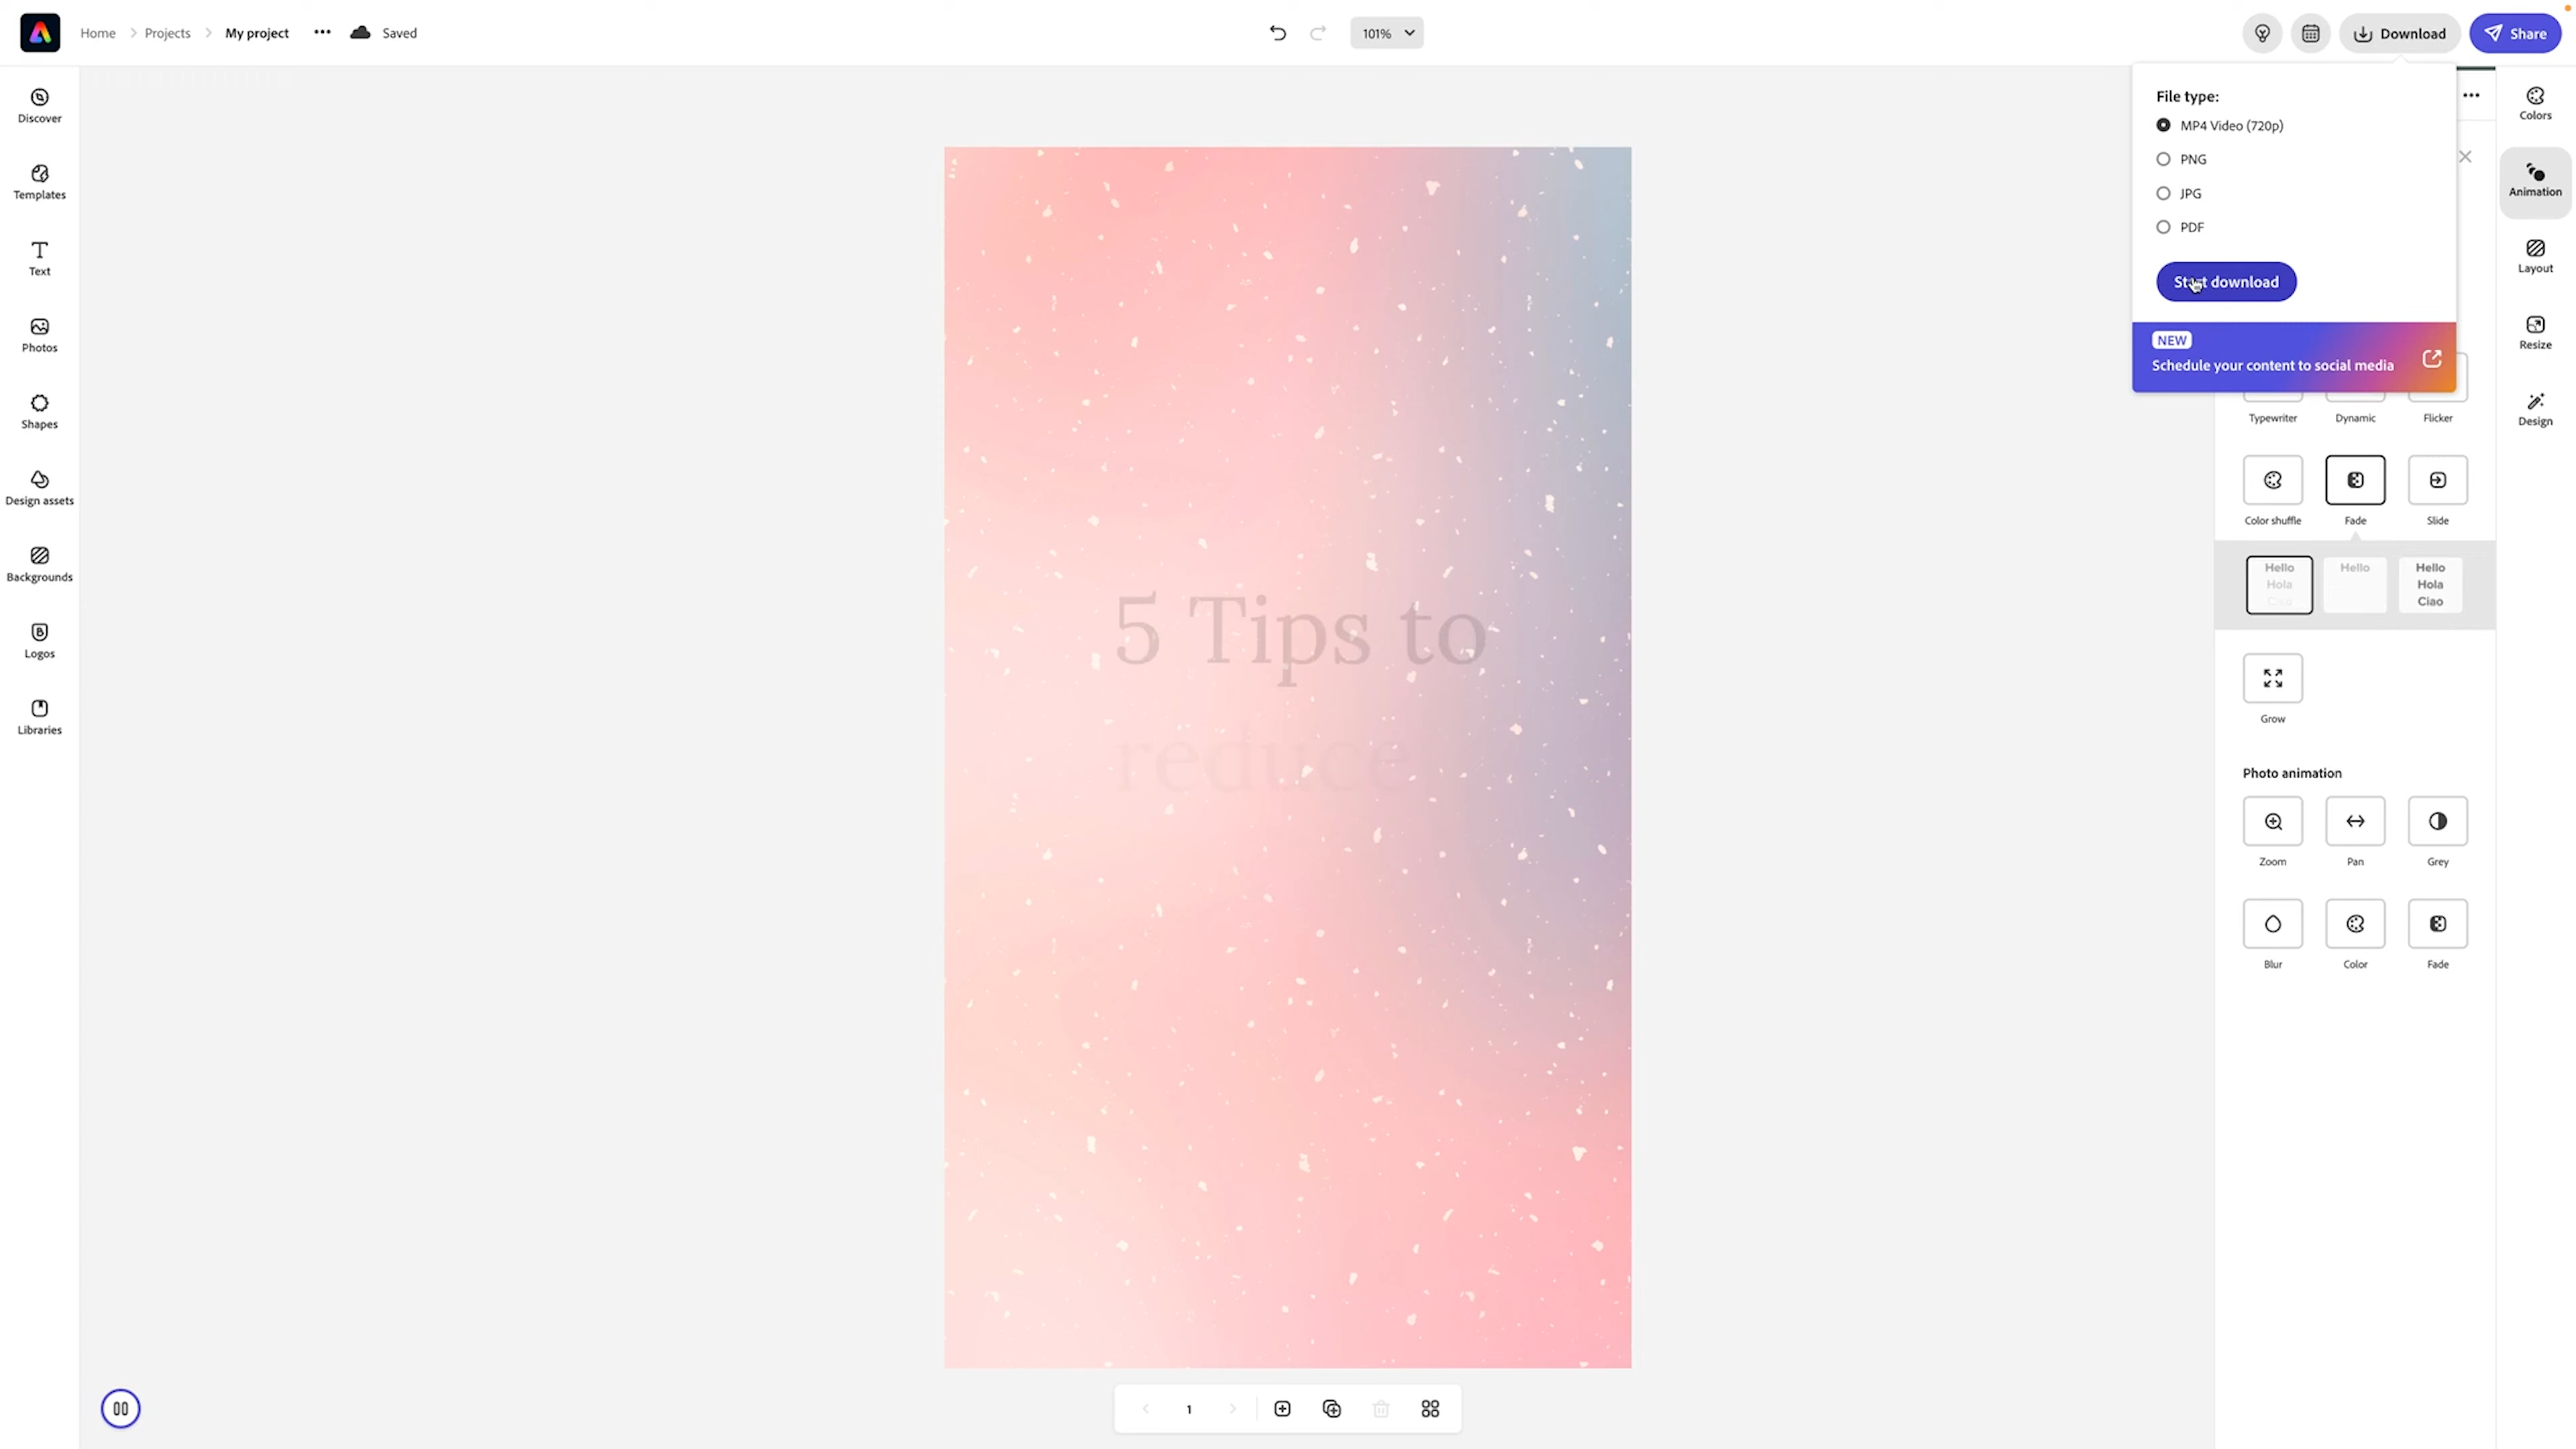 Home
Projects
My project
Saved
101%
Download
Share
Discover
Templates
Text
Photos
Shapes
Design assets
Backgrounds
Logos
Libraries
5 Tips to
reduce
1
File type:
MP4 Video (720p)
PNG
JPG
PDF
Start download
NEW
Schedule your content to social media
Typewriter
Dynamic
Flicker
Color shuffle
Fade
Slide
Hello
Hola
Ciao
Hello
Hello
Hola
Ciao
Grow
Photo animation
Zoom
Pan
Grey
Blur
Color
Fade
Colors
Animation
Layout
Resize
Design